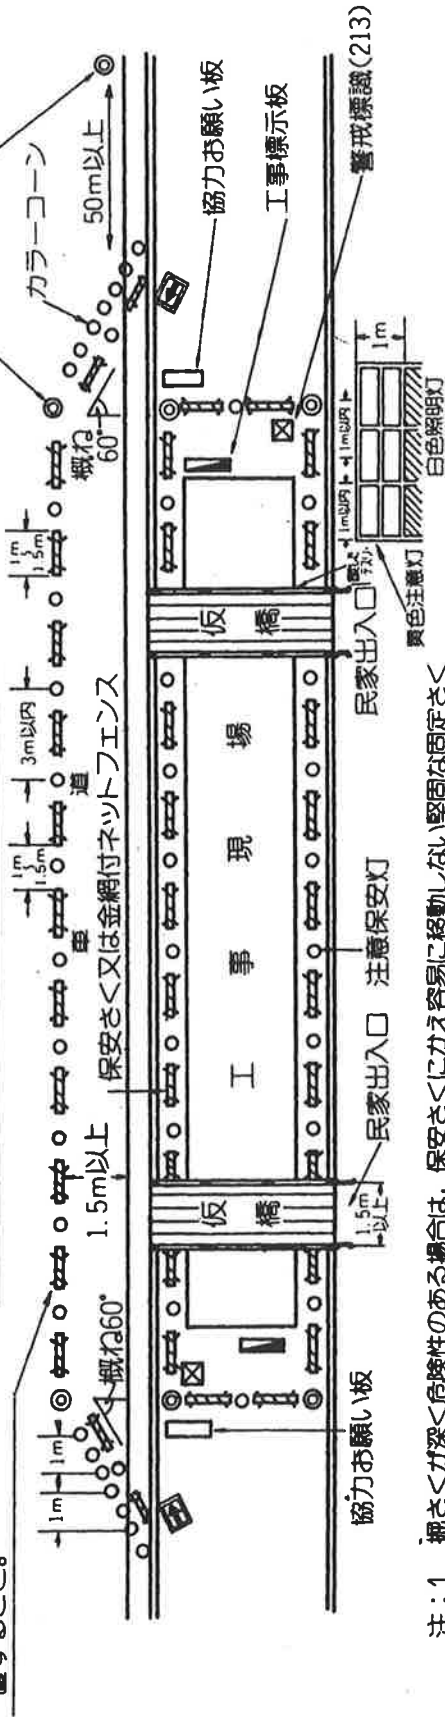 置すること。
カラーコーン
50m以上
概ね
60°
1m
〜
1.5m
3m以内
1m
〜
1.5m
車道
保安さく又は金網付ネットフェンス
1.5m以上
概ね60°
1m
1m
協力お願い板
工事標示板
警戒標識(213)
仮橋
工事現場
仮橋
1.5m
以上
民家出入口
注意保安灯
民家出入口
協力お願い板
1m以内
1m以内
1m
黄色注意灯
白色照明灯
注:1 掘さくが深く危険性のある場合は、保安さくにかえ容易に移動しない堅固な固定さく